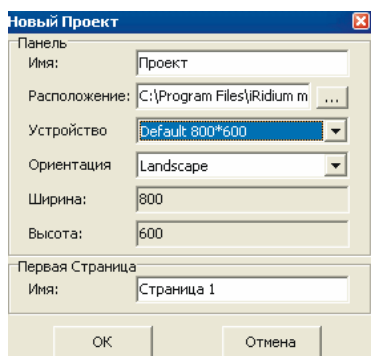 Новый Проект
Панель
Имя: Проект
Расположение: C:\Program Files\iRidium m ...
Устройство Default 800*600
Ориентация Landscape
Ширина: 800
Высота: 600
Первая Страница
Имя: Страница 1
OK Отмена